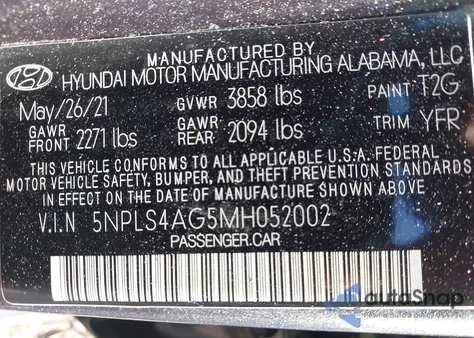 MANUFACTURED BY
HYUNDAI MOTOR MANUFACTURING ALABAMA, LLC
May/26/21 GVWR 3858 lbs PAINT T2G
GAWR FRONT 2271 lbs GAWR REAR 2094 lbs TRIM YFR
THIS VEHICLE CONFORMS TO ALL APPLICABLE U.S.A. FEDERAL
MOTOR VEHICLE SAFETY, BUMPER, AND THEFT PREVENTION STANDARDS
IN EFFECT ON THE DATE OF MANUFACTURE SHOWN ABOVE
V.I.N 5NPLS4AG5MH052002
PASSENGER.CAR
autoSnap